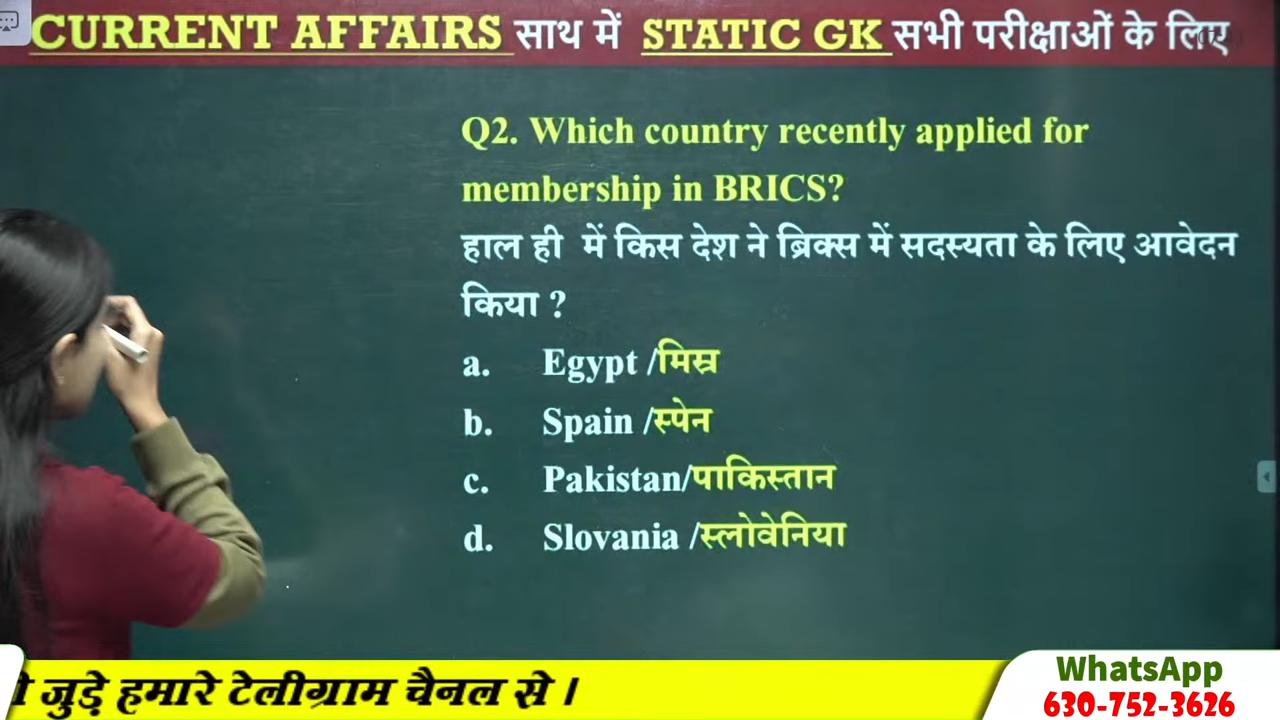 CURRENT AFFAIRS साथ में STATIC GK सभी परीक्षाओं के लिए
Q2. Which country recently applied for
membership in BRICS?
हाल ही में किस देश ने ब्रिक्स में सदस्यता के लिए आवेदन
किया ?
a. Egypt /मिस्र
b. Spain /स्पेन
c. Pakistan/पाकिस्तान
d. Slovania /स्लोवेनिया
जुड़े हमारे टेलीग्राम चैनल से ।
WhatsApp
630-752-3626